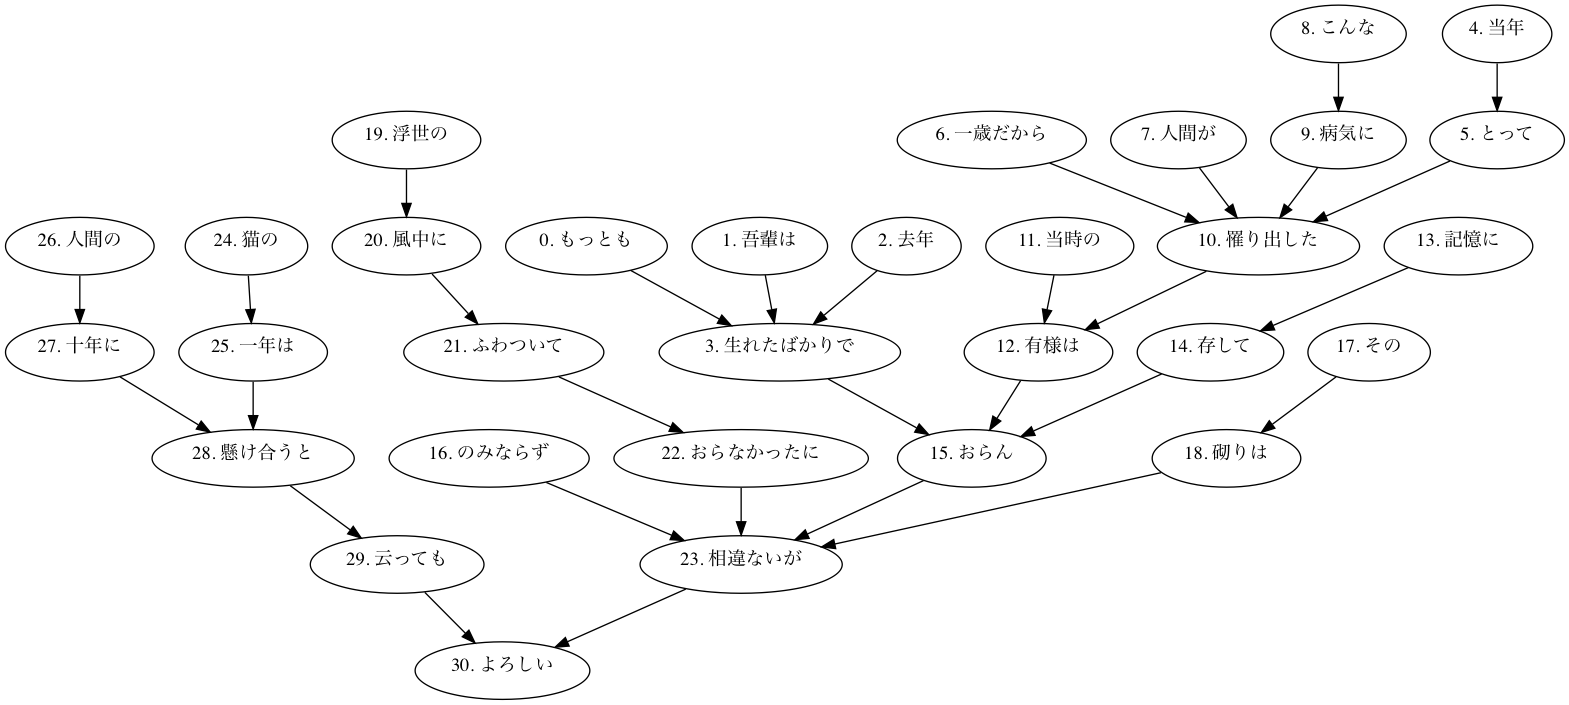 8. こんな
4. 当年
19. 浮世の
6. 一歳だから
7. 人間が
9. 病気に
5. とって
26. 人間の
24. 猫の
20. 風中に
0. もっとも
1. 吾輩は
2. 去年
11. 当時の
10. 罹り出した
13. 記憶に
27. 十年に
25. 一年は
21. ふわついて
3. 生れたばかりで
12. 有様は
14. 存して
17. その
28. 懸け合うと
16. のみならず
22. おらなかったに
15. おらん
18. 砌りは
29. 云っても
23. 相違ないが
30. よろしい